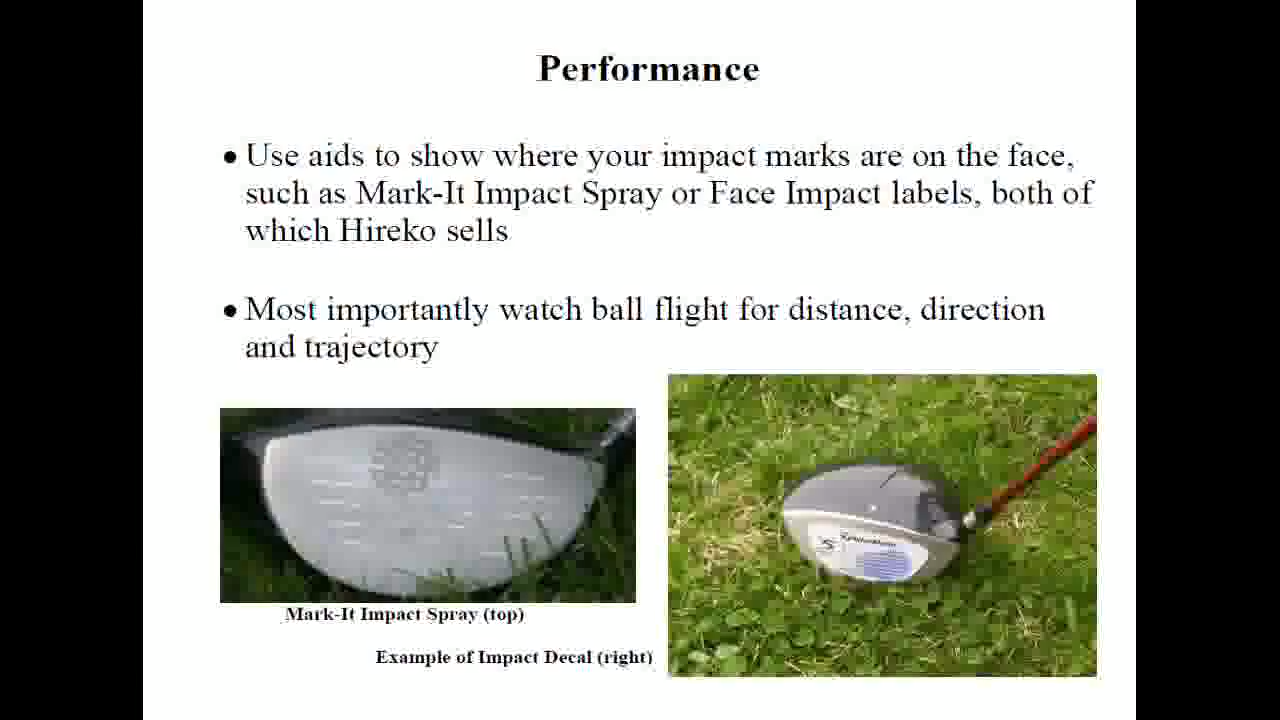 Performance
• Use aids to show where your impact marks are on the face,
such as Mark-It Impact Spray or Face Impact labels, both of
which Hireko sells
• Most importantly watch ball flight for distance, direction
and trajectory
Mark-It Impact Spray (top)
Example of Impact Decal (right)